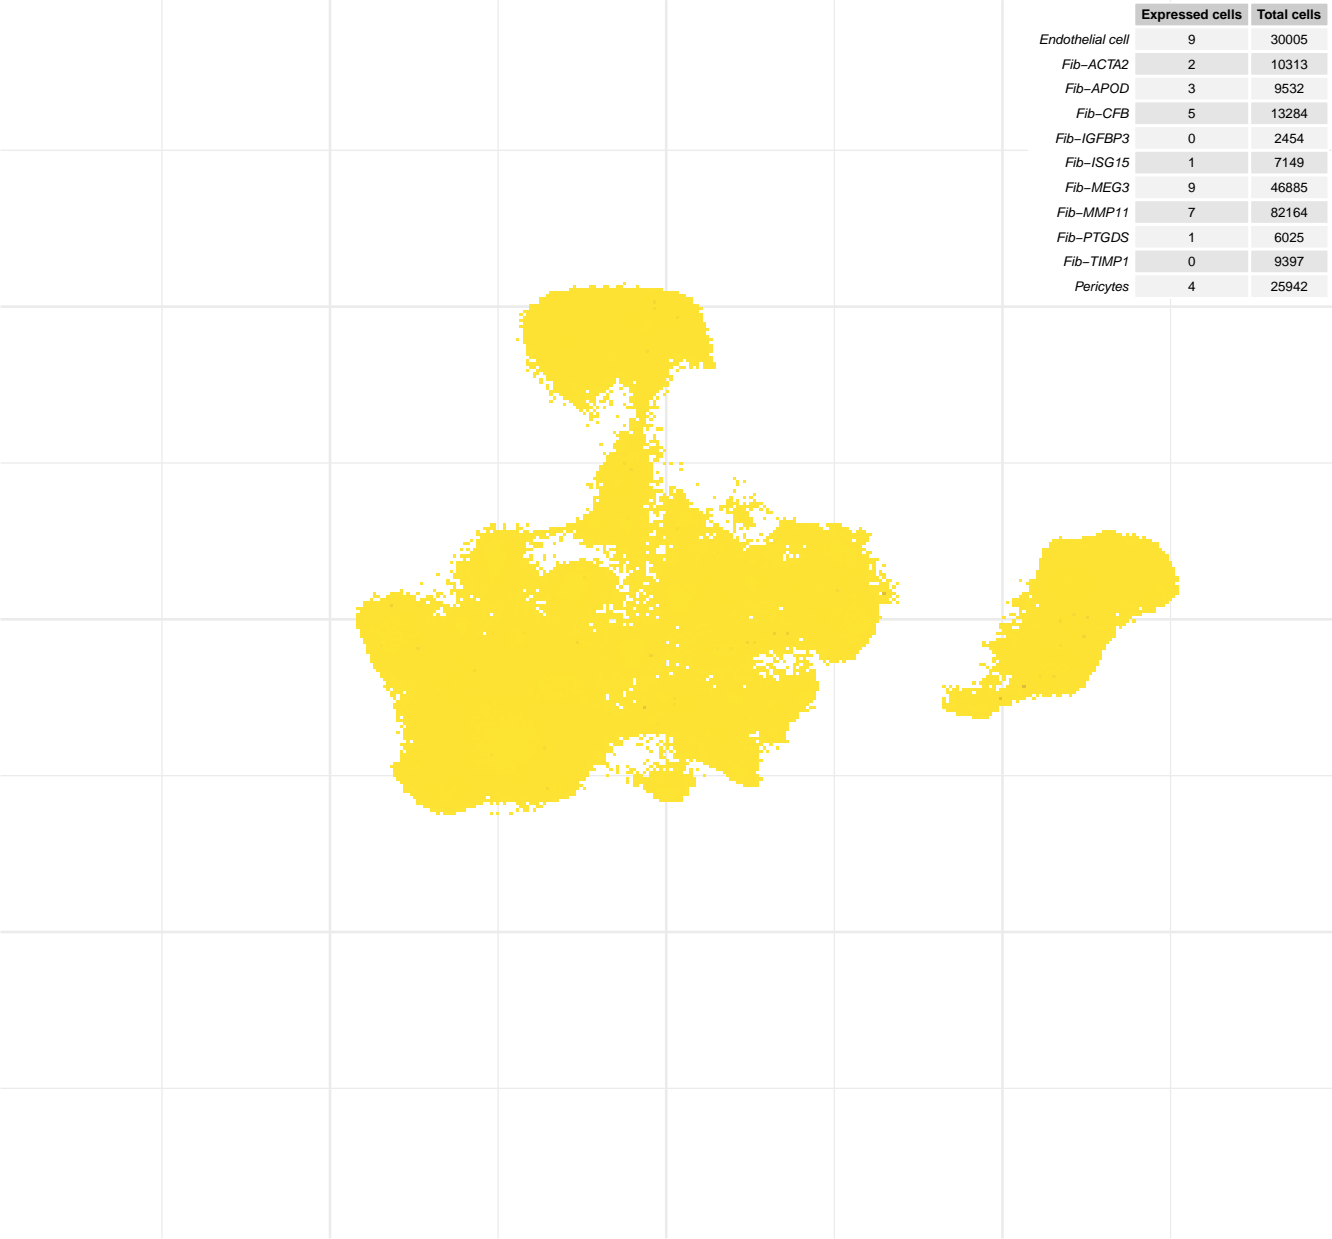 Expressed cells Total cells
Endothelial cell 9 30005
Fib−ACTA2 2 10313
Fib−APOD 3 9532
Fib−CFB 5 13284
Fib−IGFBP3 0 2454
Fib−ISG15 1 7149
Fib−MEG3 9 46885
Fib−MMP11 7 82164
Fib−PTGDS 1 6025
Fib−TIMP1 0 9397
Pericytes 4 25942